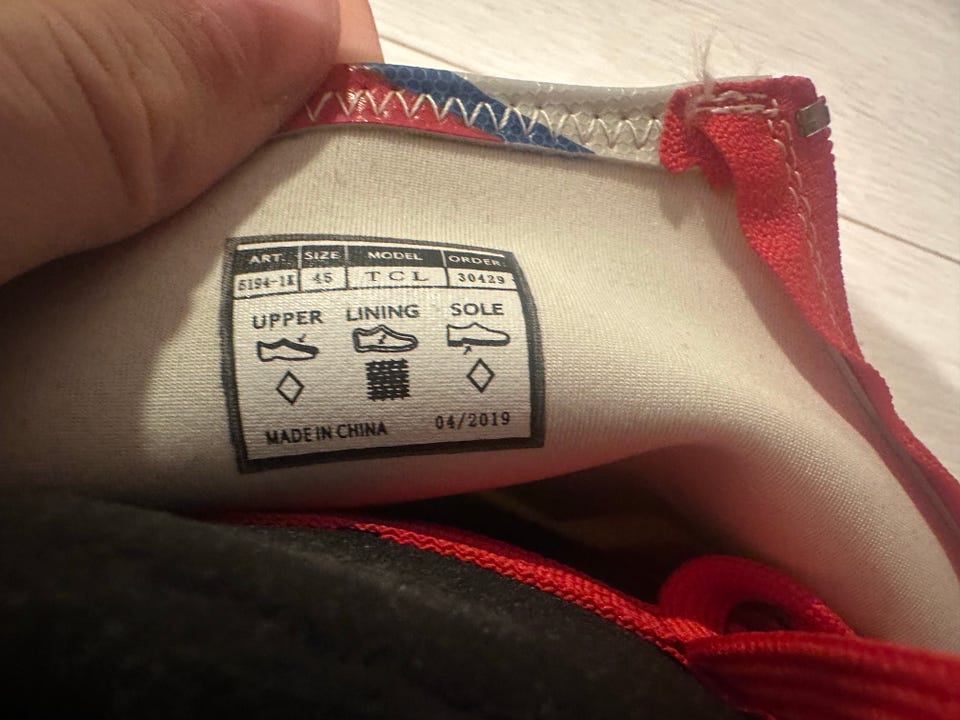 ART. SIZE MODEL ORDER.
5194-1X 45 TCL 30429
UPPER LINING SOLE
MADE IN CHINA 04/2019